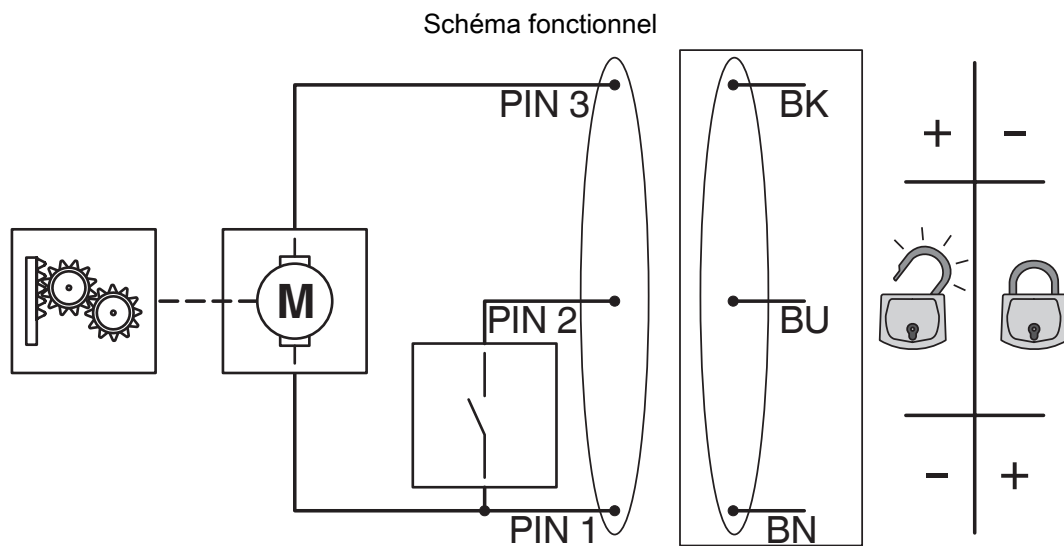 Schéma fonctionnel
PIN 3 BK
+ -
M
PIN 2 BU
- +
PIN 1 BN